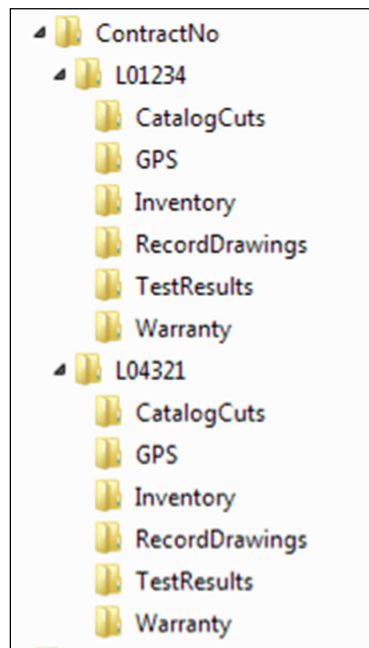 ContractNo
L01234
CatalogCuts
GPS
Inventory
RecordDrawings
TestResults
Warranty
L04321
CatalogCuts
GPS
Inventory
RecordDrawings
TestResults
Warranty